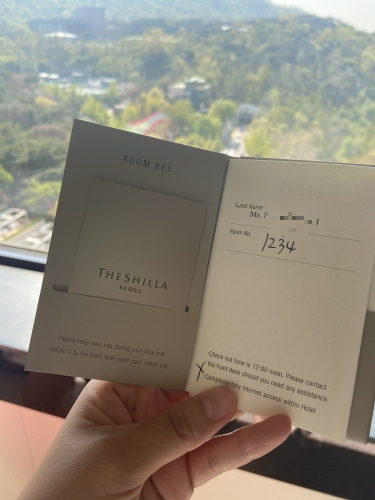 ROOM KEY
THE SHILLA
SEOUL
Please keep your key during your stay and
return it to the front desk upon your check out
Guest Name
Ms.
Room No.
1234
Check out time is 12:00 noon. Please contact
the front desk should you need any assistance.
Complimentary Internet access within Hotel